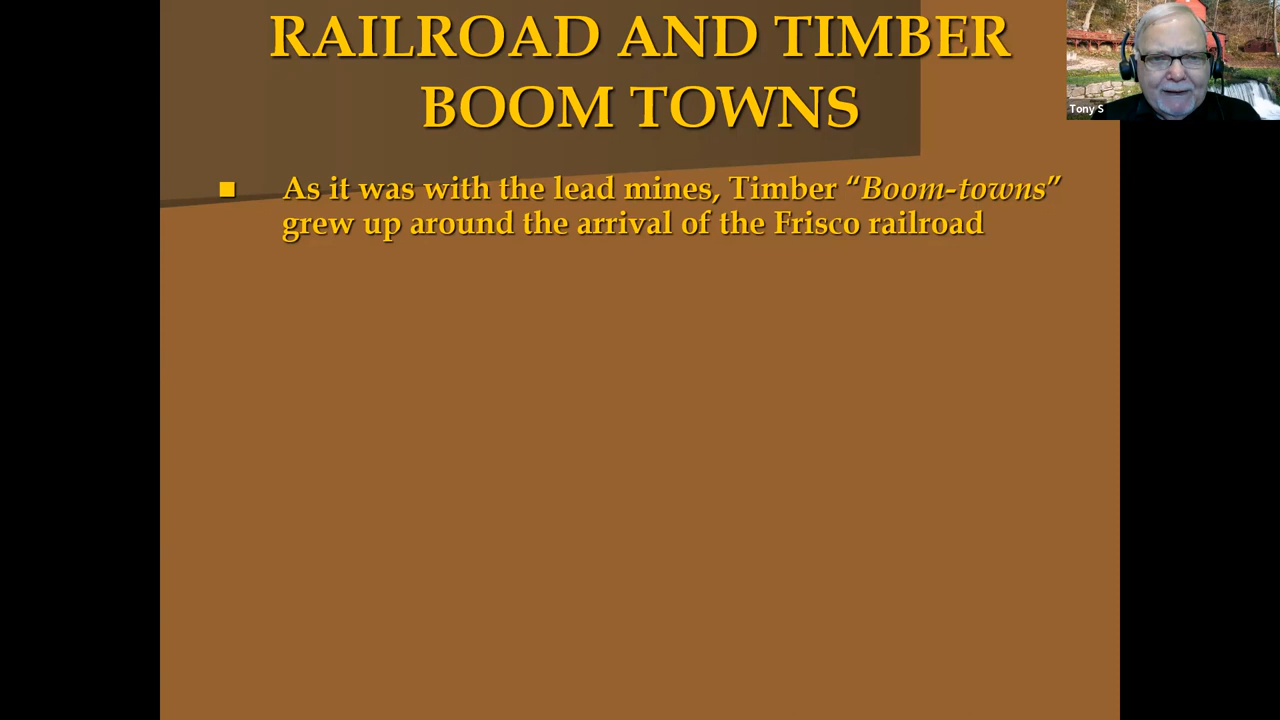 RAILROAD AND TIMBER
BOOM TOWNS
■ As it was with the lead mines, Timber “Boom-towns”
grew up around the arrival of the Frisco railroad
Tony S